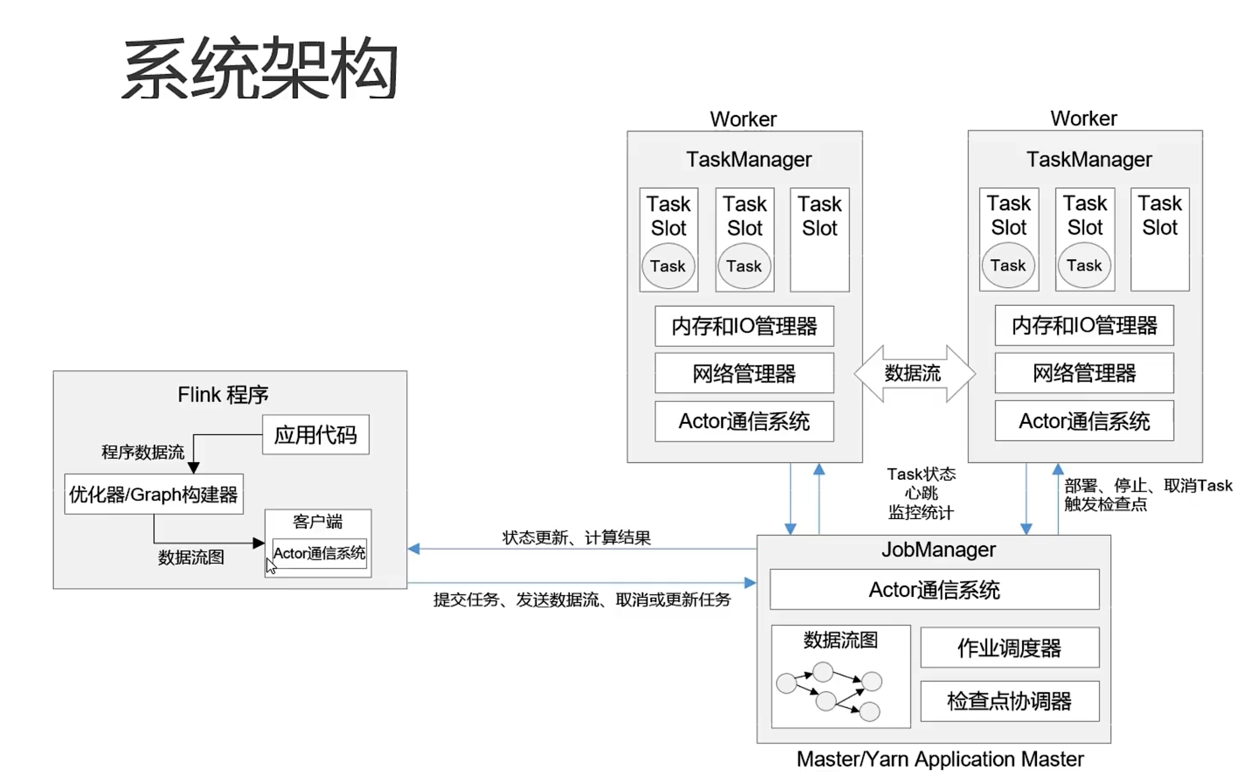 系统架构
Worker
TaskManager
Task
Slot
Task
Task
Slot
Task
Task
Slot
内存和IO管理器
网络管理器
Actor通信系统
数据流
Worker
TaskManager
Task
Slot
Task
Task
Slot
Task
Task
Slot
内存和IO管理器
网络管理器
Actor通信系统
Flink 程序
应用代码
程序数据流
优化器/Graph构建器
客户端
Actor通信系统
数据流图
状态更新、计算结果
提交任务、发送数据流、取消或更新任务
Task状态
心跳
监控统计
部署、停止、取消Task
触发检查点
JobManager
Actor通信系统
数据流图
作业调度器
检查点协调器
Master/Yarn Application Master